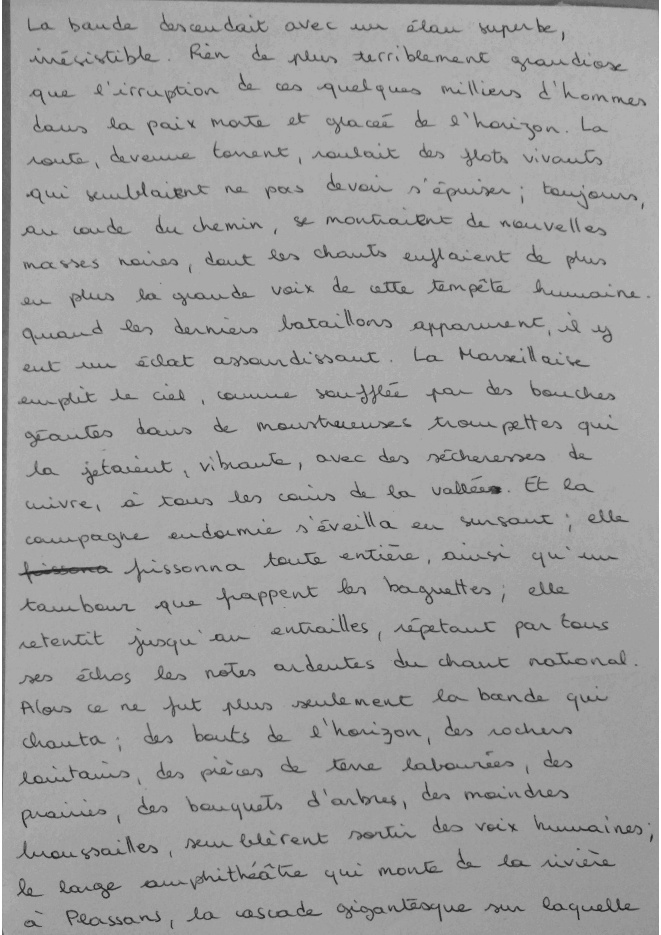 La bande descendait avec un élan superbe,
irrésistible. Rien de plus terriblement grandiose
que l'irruption de ces quelques milliers d'hommes
dans la paix morte et glacée de l'horizon. La
route, devenue torrent, roulait des flots vivants
qui semblaient ne pas devoir s'épuiser ; toujours,
au coude du chemin, se montraient de nouvelles
masses noires, dont les chants enflaient de plus
en plus la grande voix de cette tempête humaine.
Quand les derniers bataillons apparurent, il y
eut un éclat assourdissant. La Marseillaise
emplit le ciel, comme soufflée par des bouches
géantes dans de monstrueuses trompettes qui
la jetaient, vibrante, avec des sécheresses de
cuivre, à tous les coins de la vallée. Et la
campagne endormie s'éveilla en sursaut ; elle
frissonna toute entière, ainsi qu'un
tambour que frappent les baguettes ; elle
retentit jusqu'au entrailles, répétant par tous
ses échos les notes ardentes du chant national.
Alors ce ne fut plus seulement la bande qui
chanta ; des bouts de l'horizon, des rochers
lointains, des pièces de terre labourées, des
prairies, des bouquets d'arbres, des moindres
broussailles, semblèrent sortir des voix humaines ;
le large amphithéâtre qui monte de la rivière
à Plassans, la cascade gigantesque sur laquelle